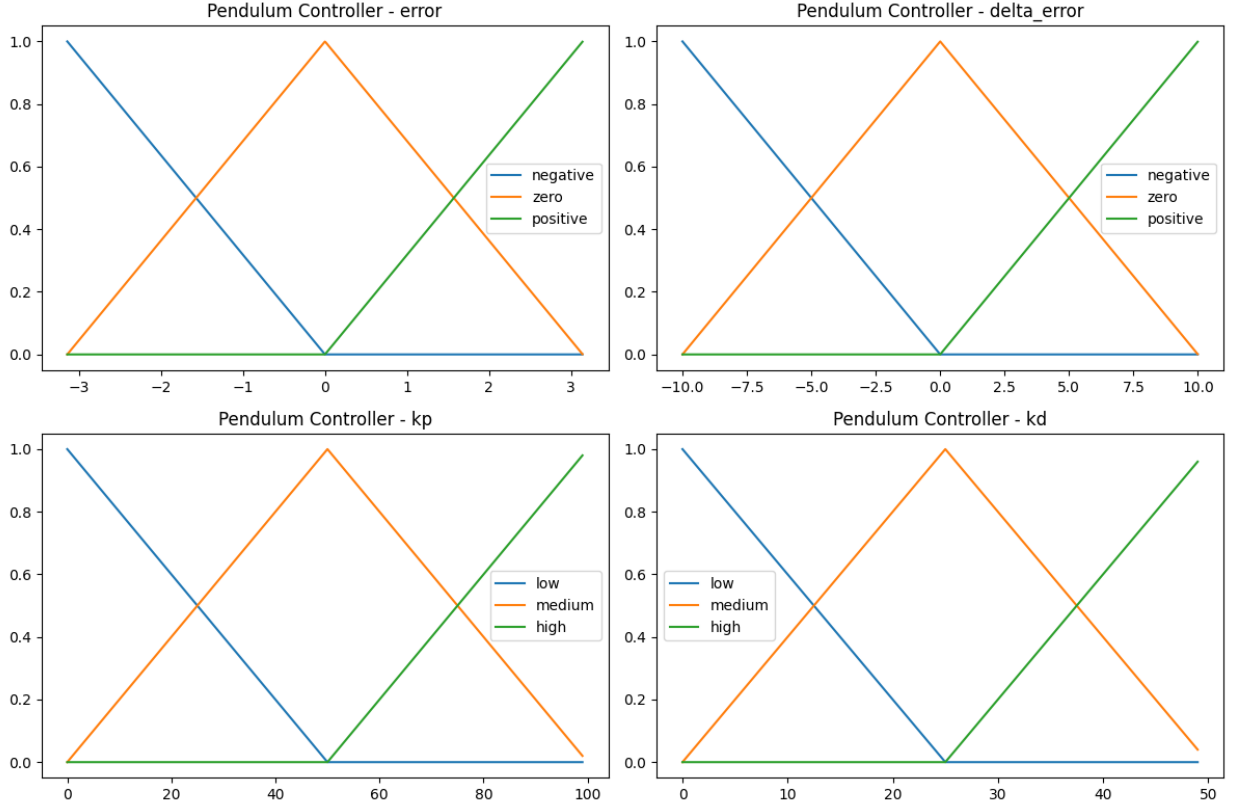 Pendulum Controller - error
1.0
0.8
0.6
0.4
0.2
0.0
negative
zero
positive
−3 −2 −1 0 1 2 3
Pendulum Controller - delta_error
1.0
0.8
0.6
0.4
0.2
0.0
negative
zero
positive
−10.0 −7.5 −5.0 −2.5 0.0 2.5 5.0 7.5 10.0
Pendulum Controller - kp
1.0
0.8
0.6
0.4
0.2
0.0
low
medium
high
0 20 40 60 80 100
Pendulum Controller - kd
1.0
0.8
0.6
0.4
0.2
0.0
low
medium
high
0 10 20 30 40 50